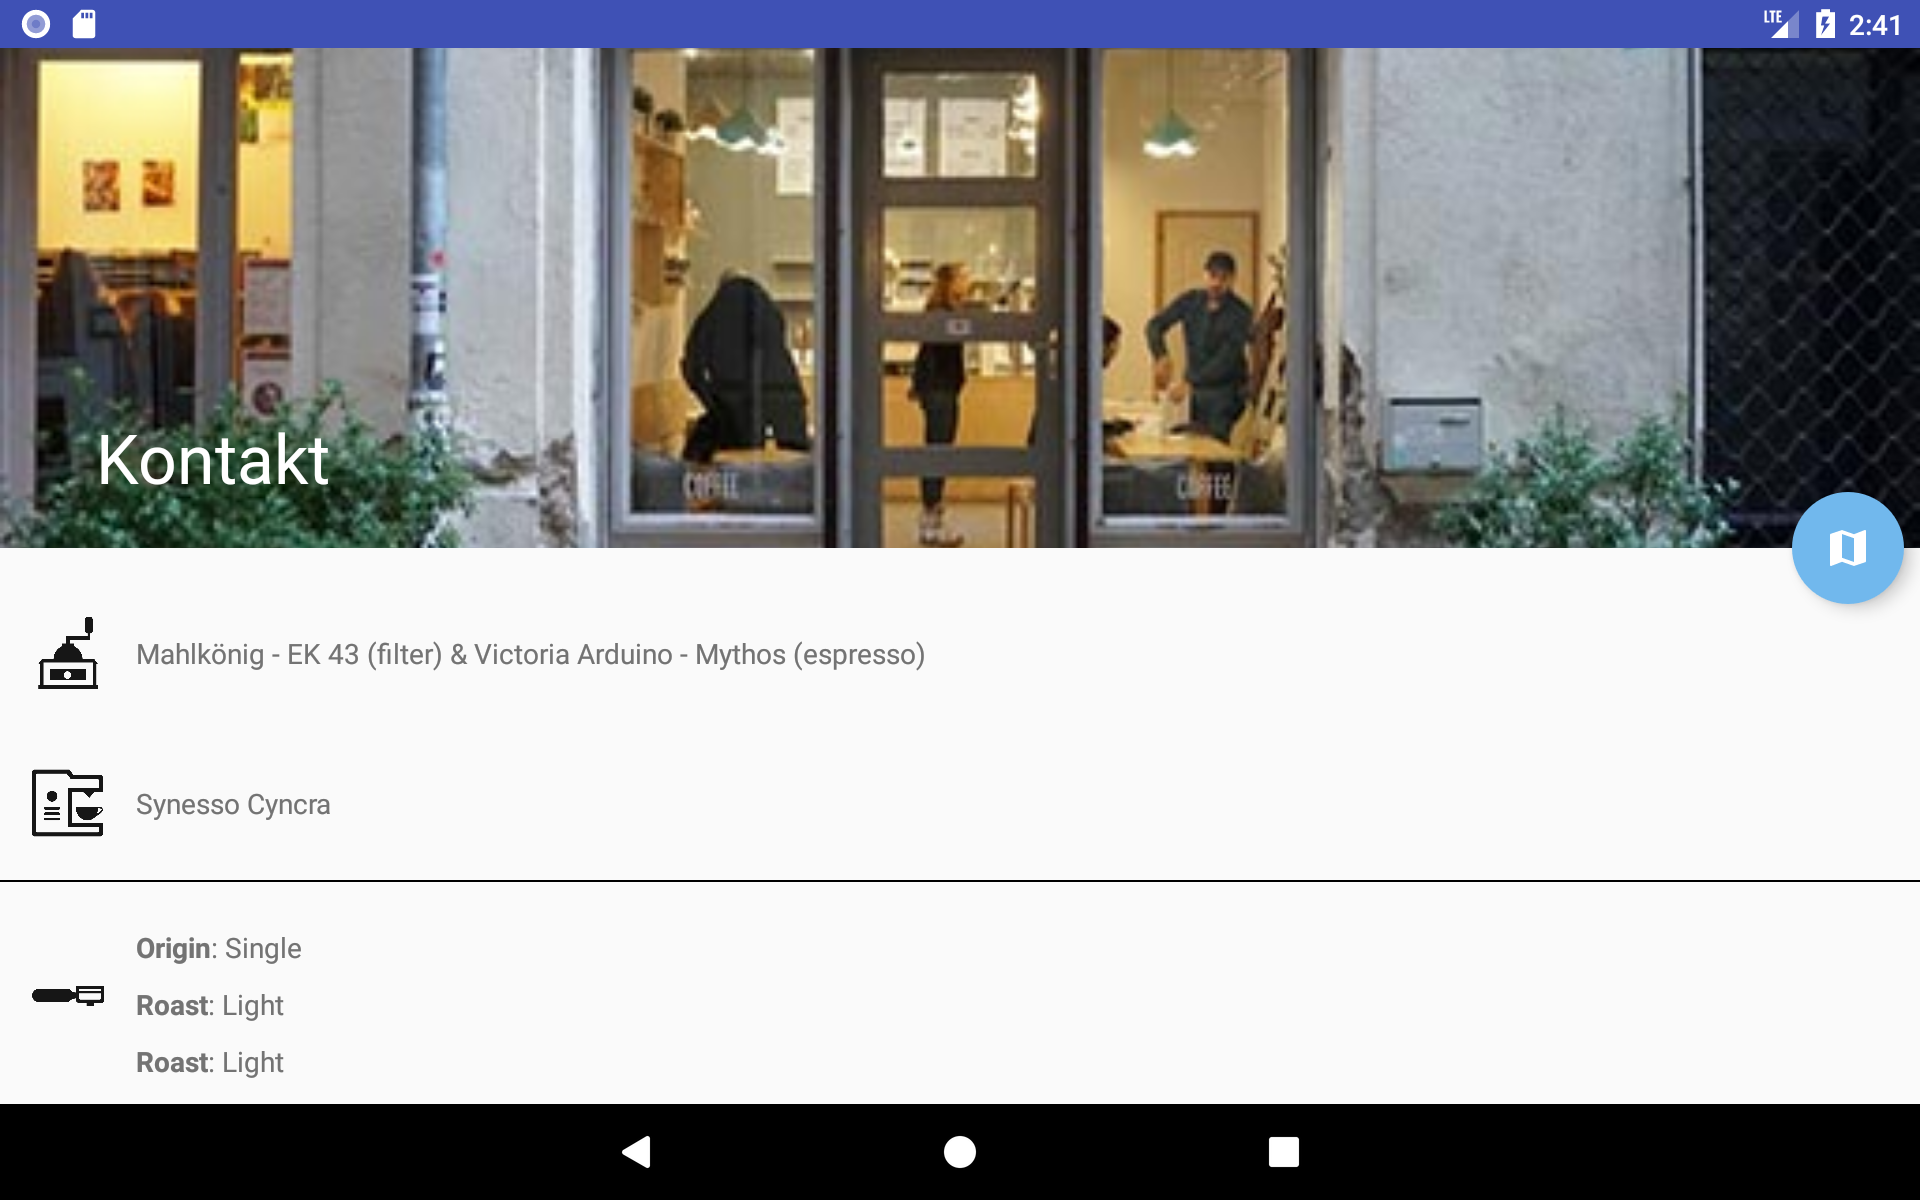 LTE 2:41
Kontakt
COFFEE COFFEE
Mahlkönig - EK 43 (filter) & Victoria Arduino - Mythos (espresso)
Synesso Cyncra
Origin: Single
Roast: Light
Roast: Light